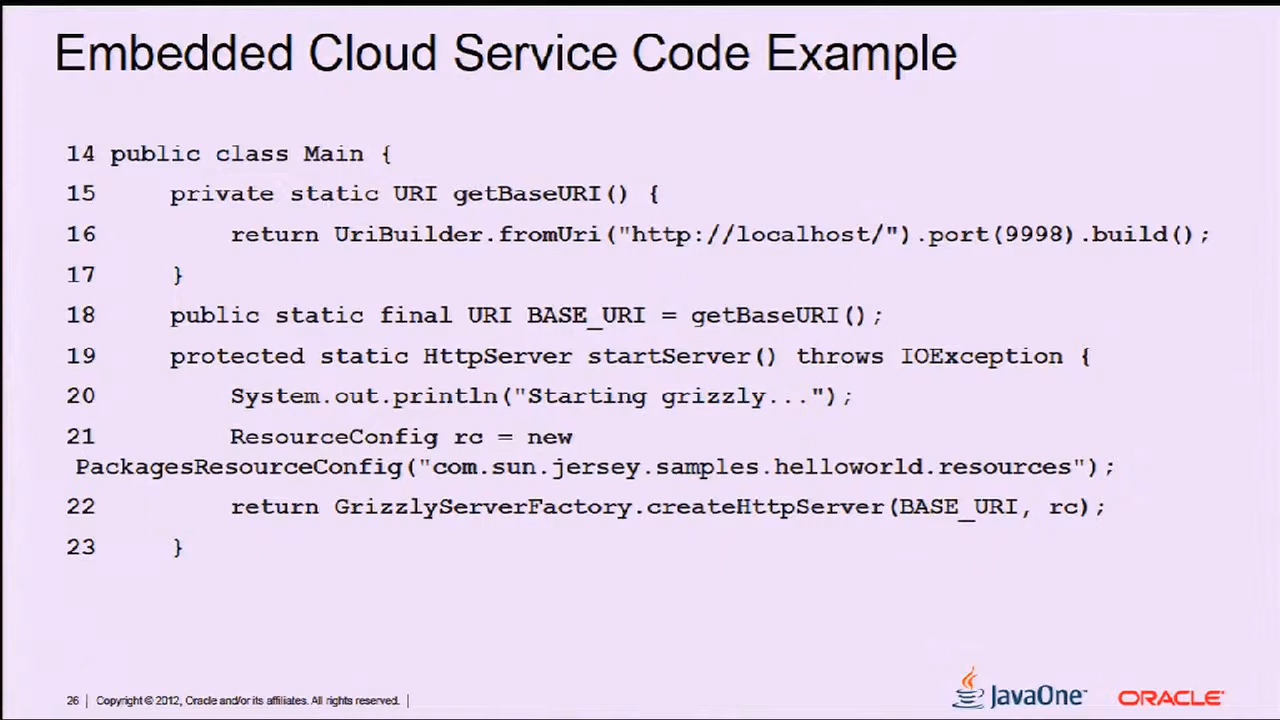 Embedded Cloud Service Code Example
14 public class Main {
15 private static URI getBaseURI() {
16 return UriBuilder.fromUri("http://localhost/").port(9998).build();
17 }
18 public static final URI BASE_URI = getBaseURI();
19 protected static HttpServer startServer() throws IOException {
20 System.out.println("Starting grizzly...");
21 ResourceConfig rc = new
PackagesResourceConfig("com.sun.jersey.samples.helloworld.resources");
22 return GrizzlyServerFactory.createHttpServer(BASE_URI, rc);
23 }
26 | Copyright © 2012, Oracle and/or its affiliates. All rights reserved. |
JavaOne™ ORACLE®